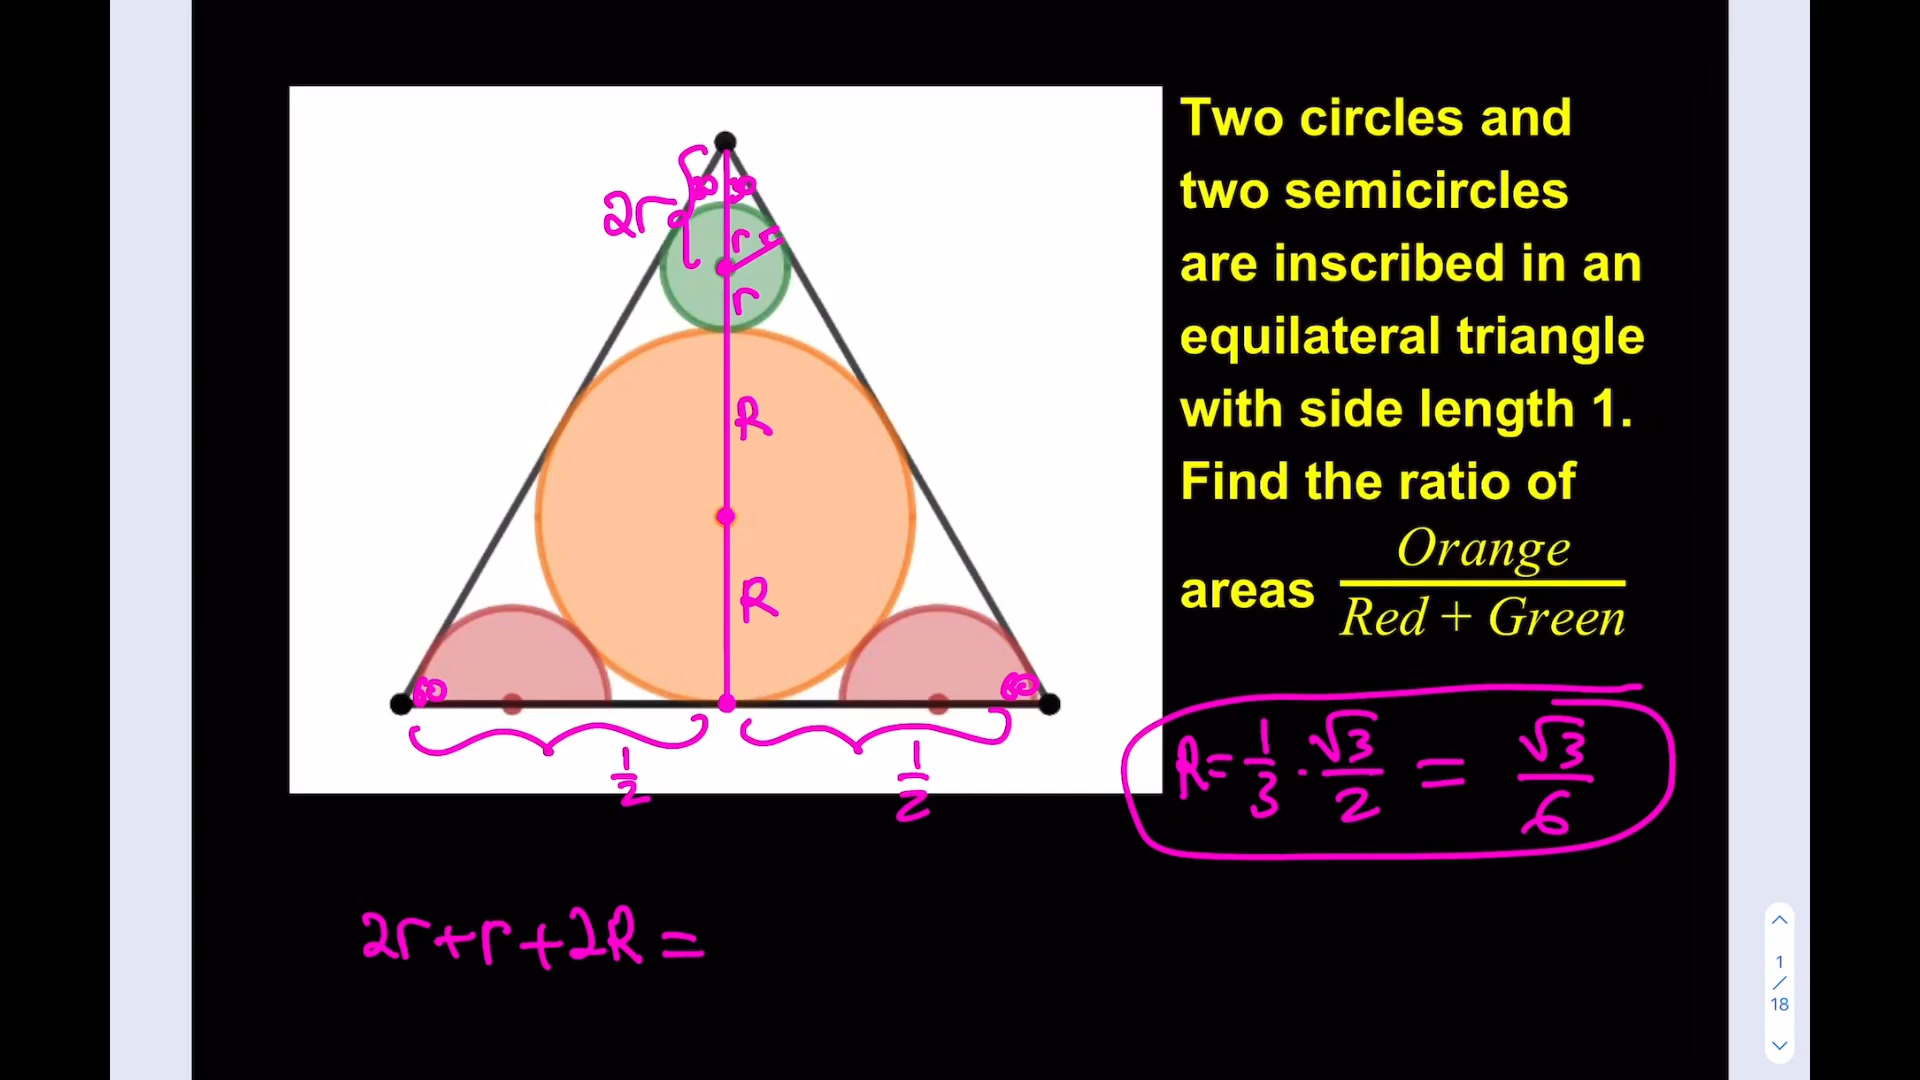 Two circles and
two semicircles
are inscribed in an
equilateral triangle
with side length 1.
Find the ratio of
areas Orange / Red + Green
30 30
2r
r
r
R
R
60
60
1/2
1/2
R = 1/3 · √3/2 = √3/6
2r + r + 2R =
1
/
18